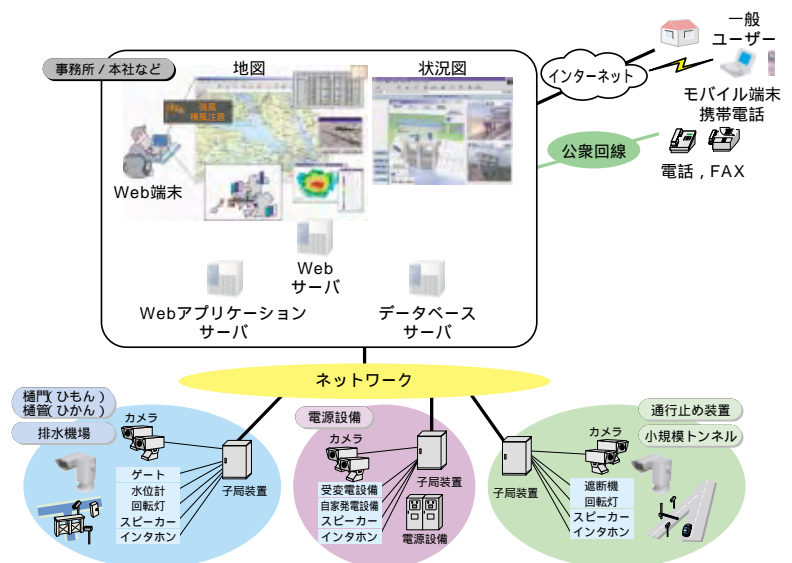 事務所/本社など
地図
状況図
強風
横風注意
Web端末
Web
サーバ
Webアプリケーション
サーバ
データベース
サーバ
インターネット
一般
ユーザー
モバイル端末
携帯電話
公衆回線
電話,FAX
ネットワーク
樋門(ひもん)
樋管(ひかん)
排水機場
カメラ
ゲート
水位計
回転灯
スピーカー
インタホン
子局装置
電源設備
カメラ
受変電設備
自家発電設備
スピーカー
インタホン
子局装置
電源設備
通行止め装置
小規模トンネル
カメラ
子局装置
遮断機
回転灯
スピーカー
インタホン